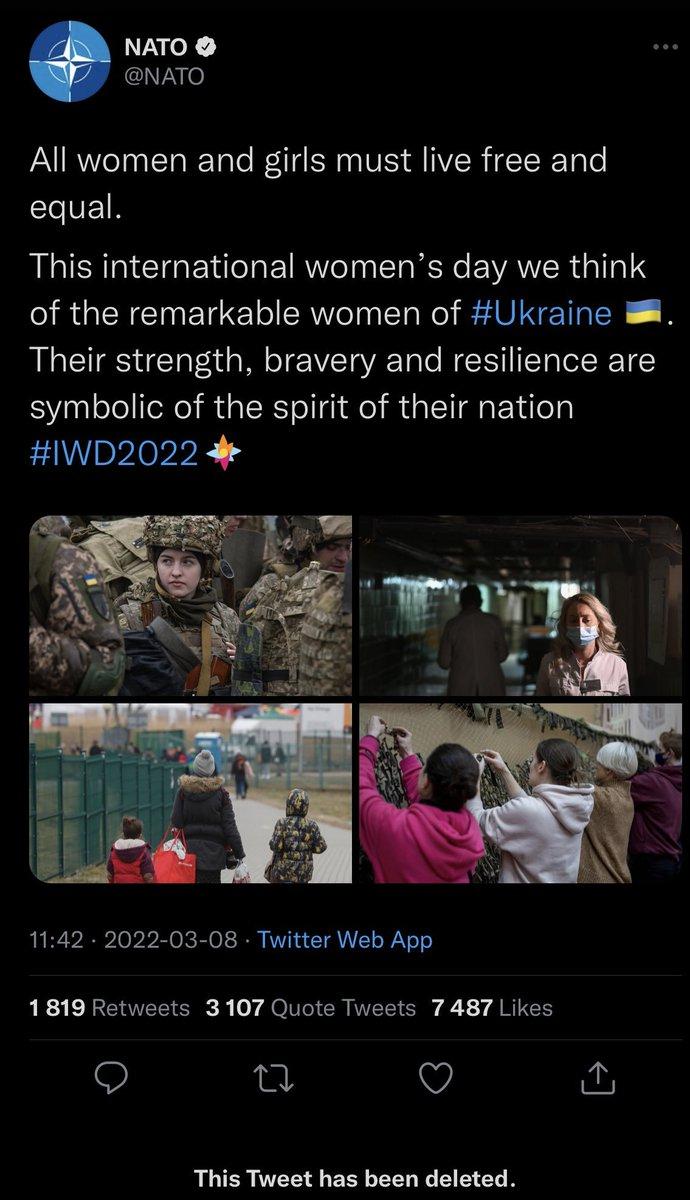 NATO
@NATO
All women and girls must live free and
equal.
This international women’s day we think
of the remarkable women of #Ukraine 🇺🇦.
Their strength, bravery and resilience are
symbolic of the spirit of their nation
#IWD2022
11:42 · 2022-03-08 · Twitter Web App
1 819 Retweets 3 107 Quote Tweets 7 487 Likes
This Tweet has been deleted.